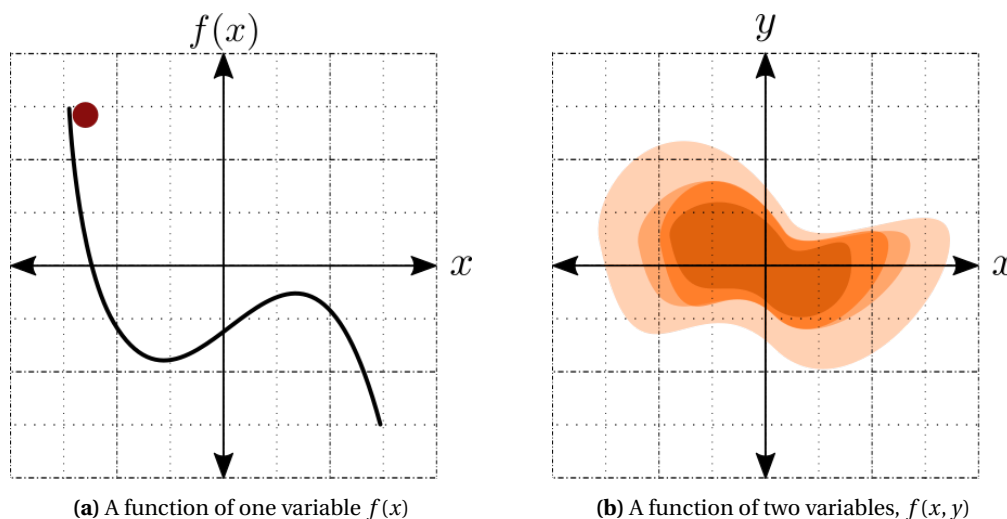 f(x)
x
(a) A function of one variable f(x)
y
x
(b) A function of two variables, f(x, y)